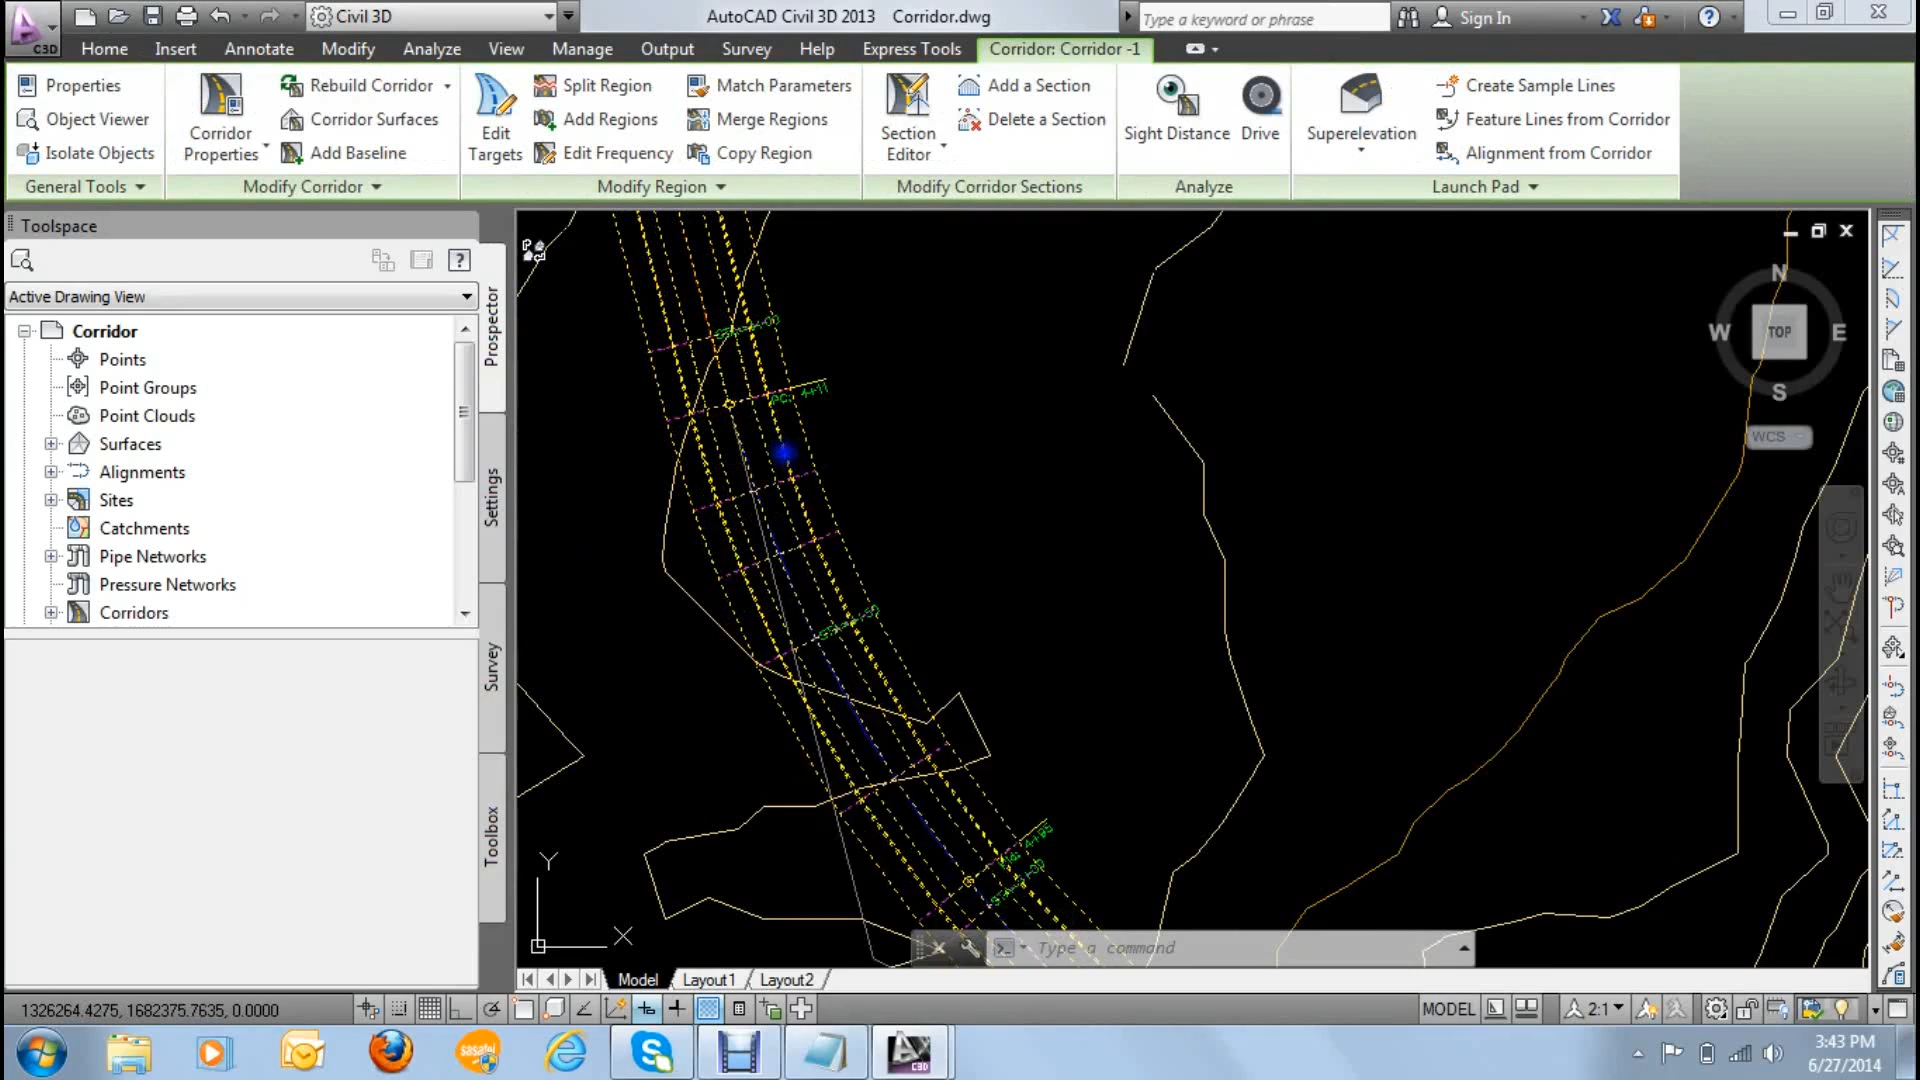 Civil 3D
AutoCAD Civil 3D 2013 Corridor.dwg
Type a keyword or phrase
Sign In
C3D
Home Insert Annotate Modify Analyze View Manage Output Survey Help Express Tools Corridor: Corridor -1
Properties
Object Viewer
Isolate Objects
General Tools
Corridor Properties
Rebuild Corridor
Corridor Surfaces
Add Baseline
Modify Corridor
Edit Targets
Split Region
Add Regions
Edit Frequency
Match Parameters
Merge Regions
Copy Region
Modify Region
Section Editor
Add a Section
Delete a Section
Modify Corridor Sections
Sight Distance
Drive
Analyze
Superelevation
Create Sample Lines
Feature Lines from Corridor
Alignment from Corridor
Launch Pad
Toolspace
Active Drawing View
Corridor
Points
Point Groups
Point Clouds
Surfaces
Alignments
Sites
Catchments
Pipe Networks
Pressure Networks
Corridors
Prospector
Settings
Survey
Toolbox
N
W
TOP
E
S
WCS
PC: 4+11
Y
X
Type a command
Model Layout1 Layout2
1326264.4275, 1682375.7635, 0.0000
MODEL
2:1
sasatel
C3D
3:43 PM
6/27/2014